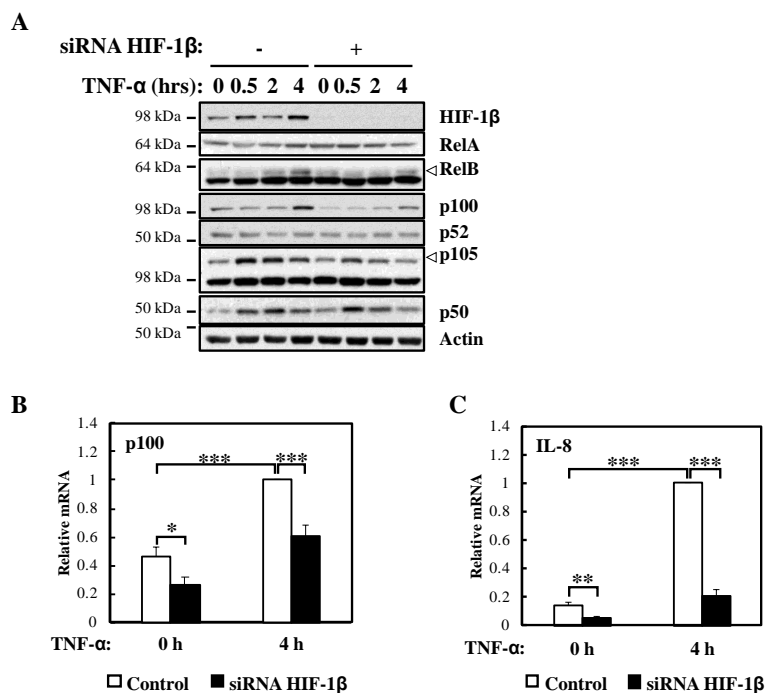 A
siRNA HIF-1β: - +
TNF-α (hrs): 0 0.5 2 4 0 0.5 2 4
98 kDa HIF-1β
64 kDa RelA
64 kDa RelB
98 kDa p100
50 kDa p52
p105
98 kDa
50 kDa p50
50 kDa Actin
B
p100
Relative mRNA
1.4
1.2
1
0.8
0.6
0.4
0.2
0
*
***
***
TNF-α: 0 h 4 h
Control siRNA HIF-1β
C
IL-8
Relative mRNA
1.4
1.2
1
0.8
0.6
0.4
0.2
0
**
***
***
TNF-α: 0 h 4 h
Control siRNA HIF-1β